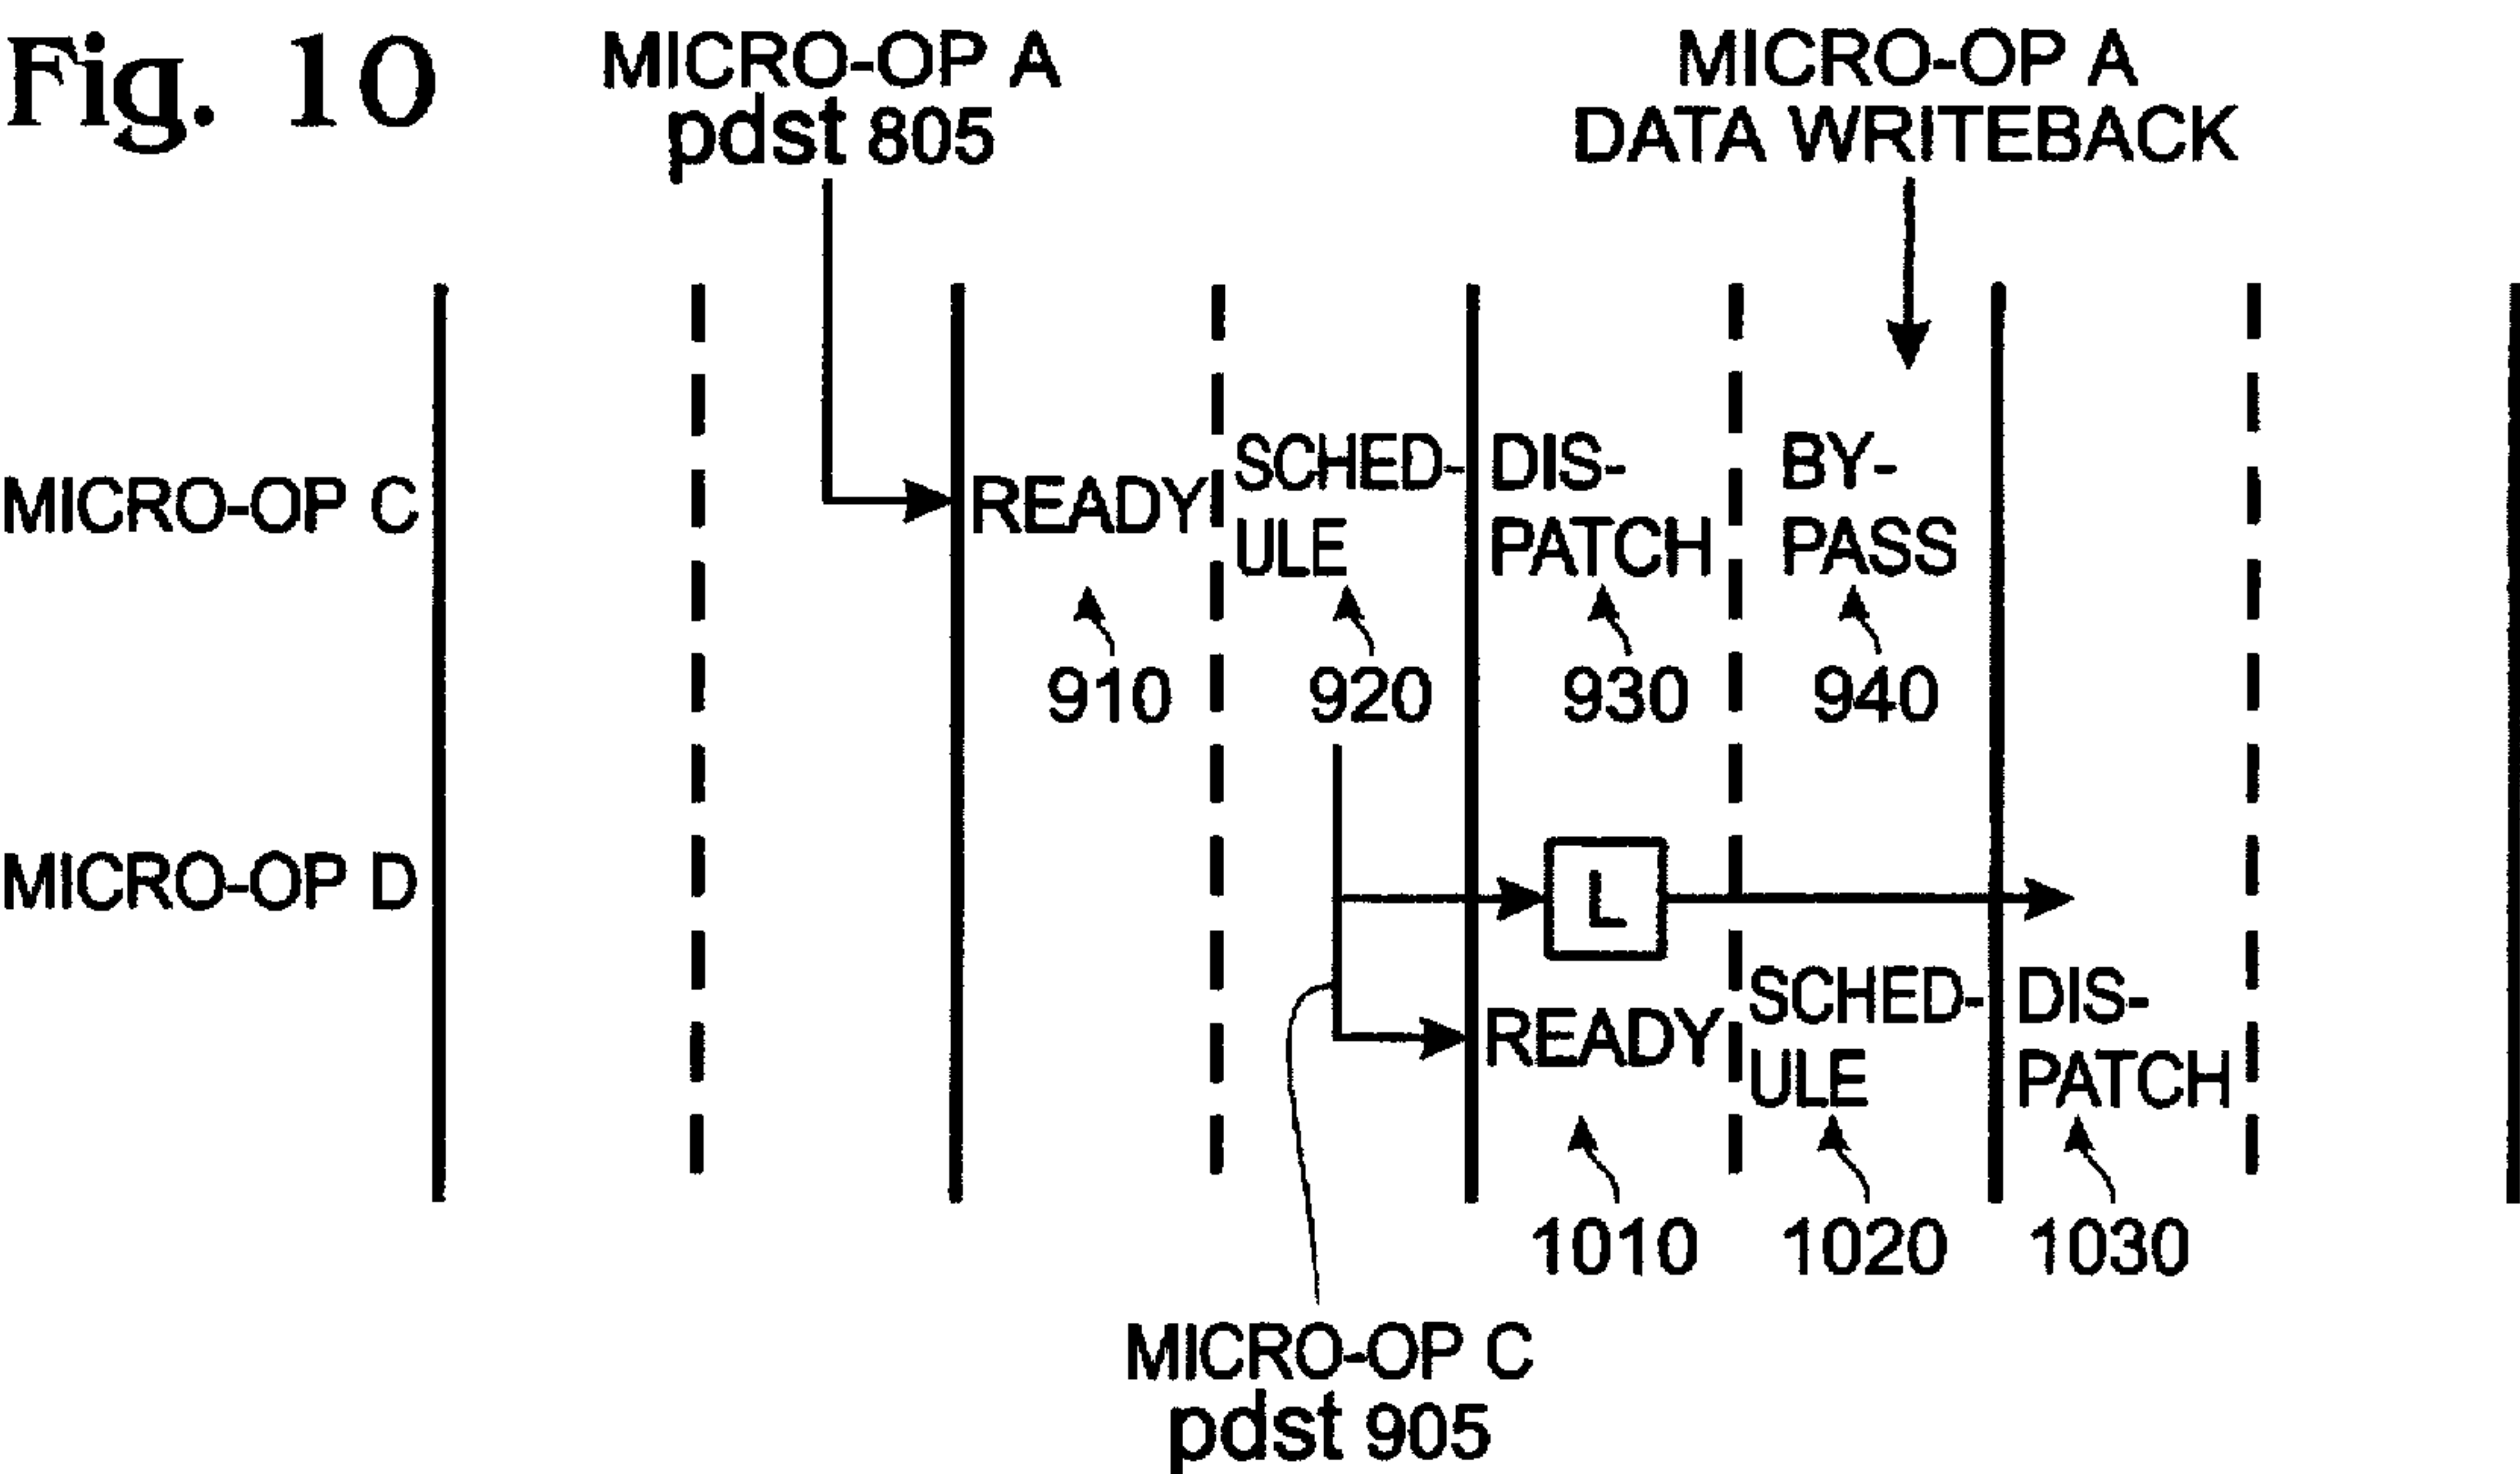 Fig. 10
MICRO-OP A
pdst 805
MICRO-OP A
DATA WRITEBACK
MICRO-OP C
READY
SCHED-
ULE
DIS-
PATCH
BY-
PASS
910
920
930
940
MICRO-OP D
L
READY
SCHED-
ULE
DIS-
PATCH
1010
1020
1030
MICRO-OP C
pdst 905